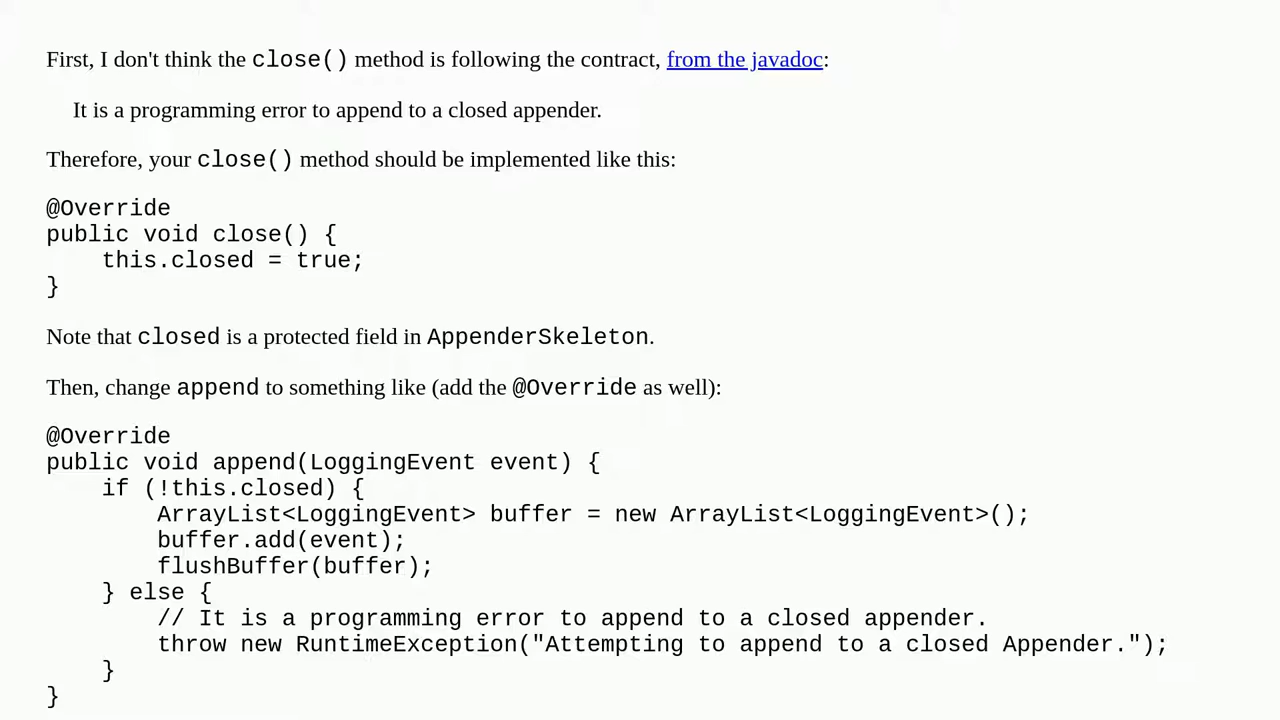 First, I don't think the close() method is following the contract, from the javadoc:
It is a programming error to append to a closed appender.
Therefore, your close() method should be implemented like this:
@Override
public void close() {
    this.closed = true;
}
Note that closed is a protected field in AppenderSkeleton.
Then, change append to something like (add the @Override as well):
@Override
public void append(LoggingEvent event) {
    if (!this.closed) {
        ArrayList<LoggingEvent> buffer = new ArrayList<LoggingEvent>();
        buffer.add(event);
        flushBuffer(buffer);
    } else {
        // It is a programming error to append to a closed appender.
        throw new RuntimeException("Attempting to append to a closed Appender.");
    }
}